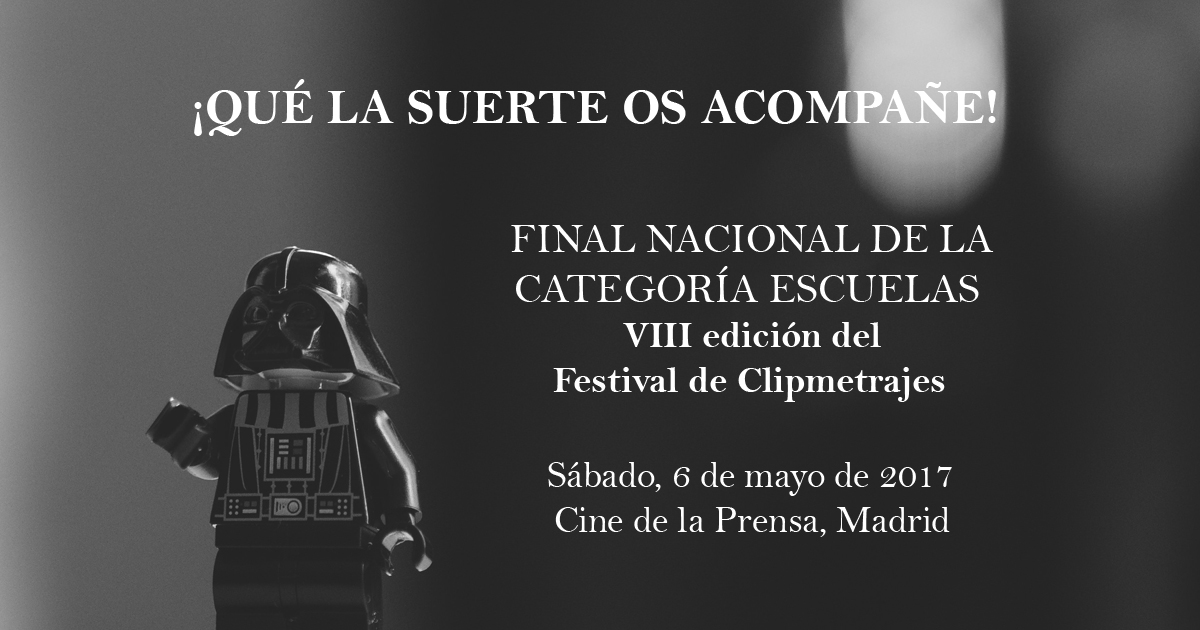 ¡QUÉ LA SUERTE OS ACOMPAÑE!
FINAL NACIONAL DE LA
CATEGORÍA ESCUELAS
VIII edición del
Festival de Clipmetrajes
Sábado, 6 de mayo de 2017
Cine de la Prensa, Madrid